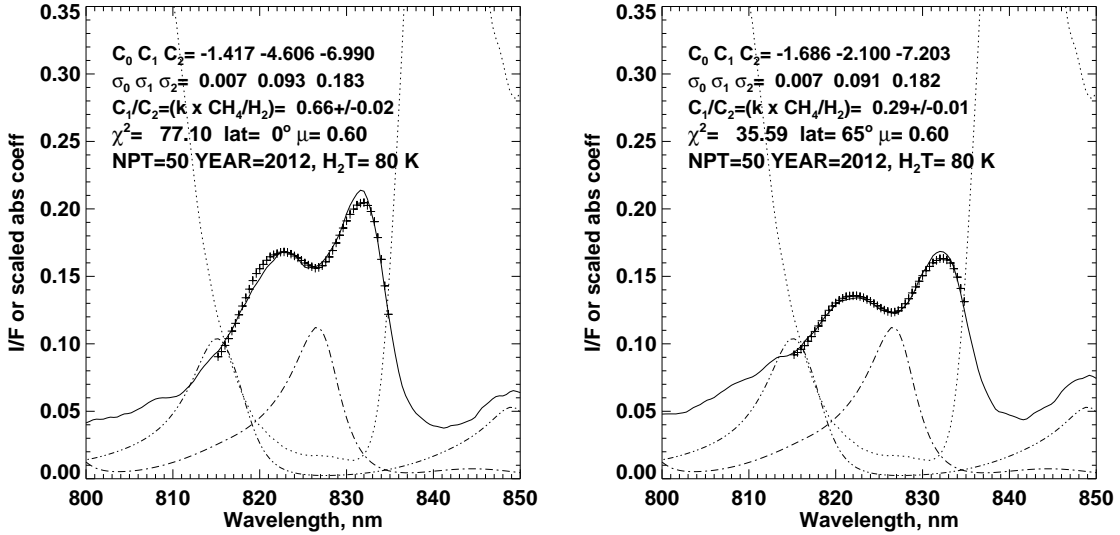 0.35
0.30
0.25
0.20
0.15
0.10
0.05
0.00
I/F or scaled abs coeff
C₀ C₁ C₂= -1.417 -4.606 -6.990
σ₀ σ₁ σ₂= 0.007 0.093 0.183
C₁/C₂=(k x CH₄/H₂)= 0.66+/-0.02
χ²= 77.10 lat= 0° μ= 0.60
NPT=50 YEAR=2012, H₂T= 80 K
800 810 820 830 840 850
Wavelength, nm
0.35
0.30
0.25
0.20
0.15
0.10
0.05
0.00
I/F or scaled abs coeff
C₀ C₁ C₂= -1.686 -2.100 -7.203
σ₀ σ₁ σ₂= 0.007 0.091 0.182
C₁/C₂=(k x CH₄/H₂)= 0.29+/-0.01
χ²= 35.59 lat= 65° μ= 0.60
NPT=50 YEAR=2012, H₂T= 80 K
800 810 820 830 840 850
Wavelength, nm